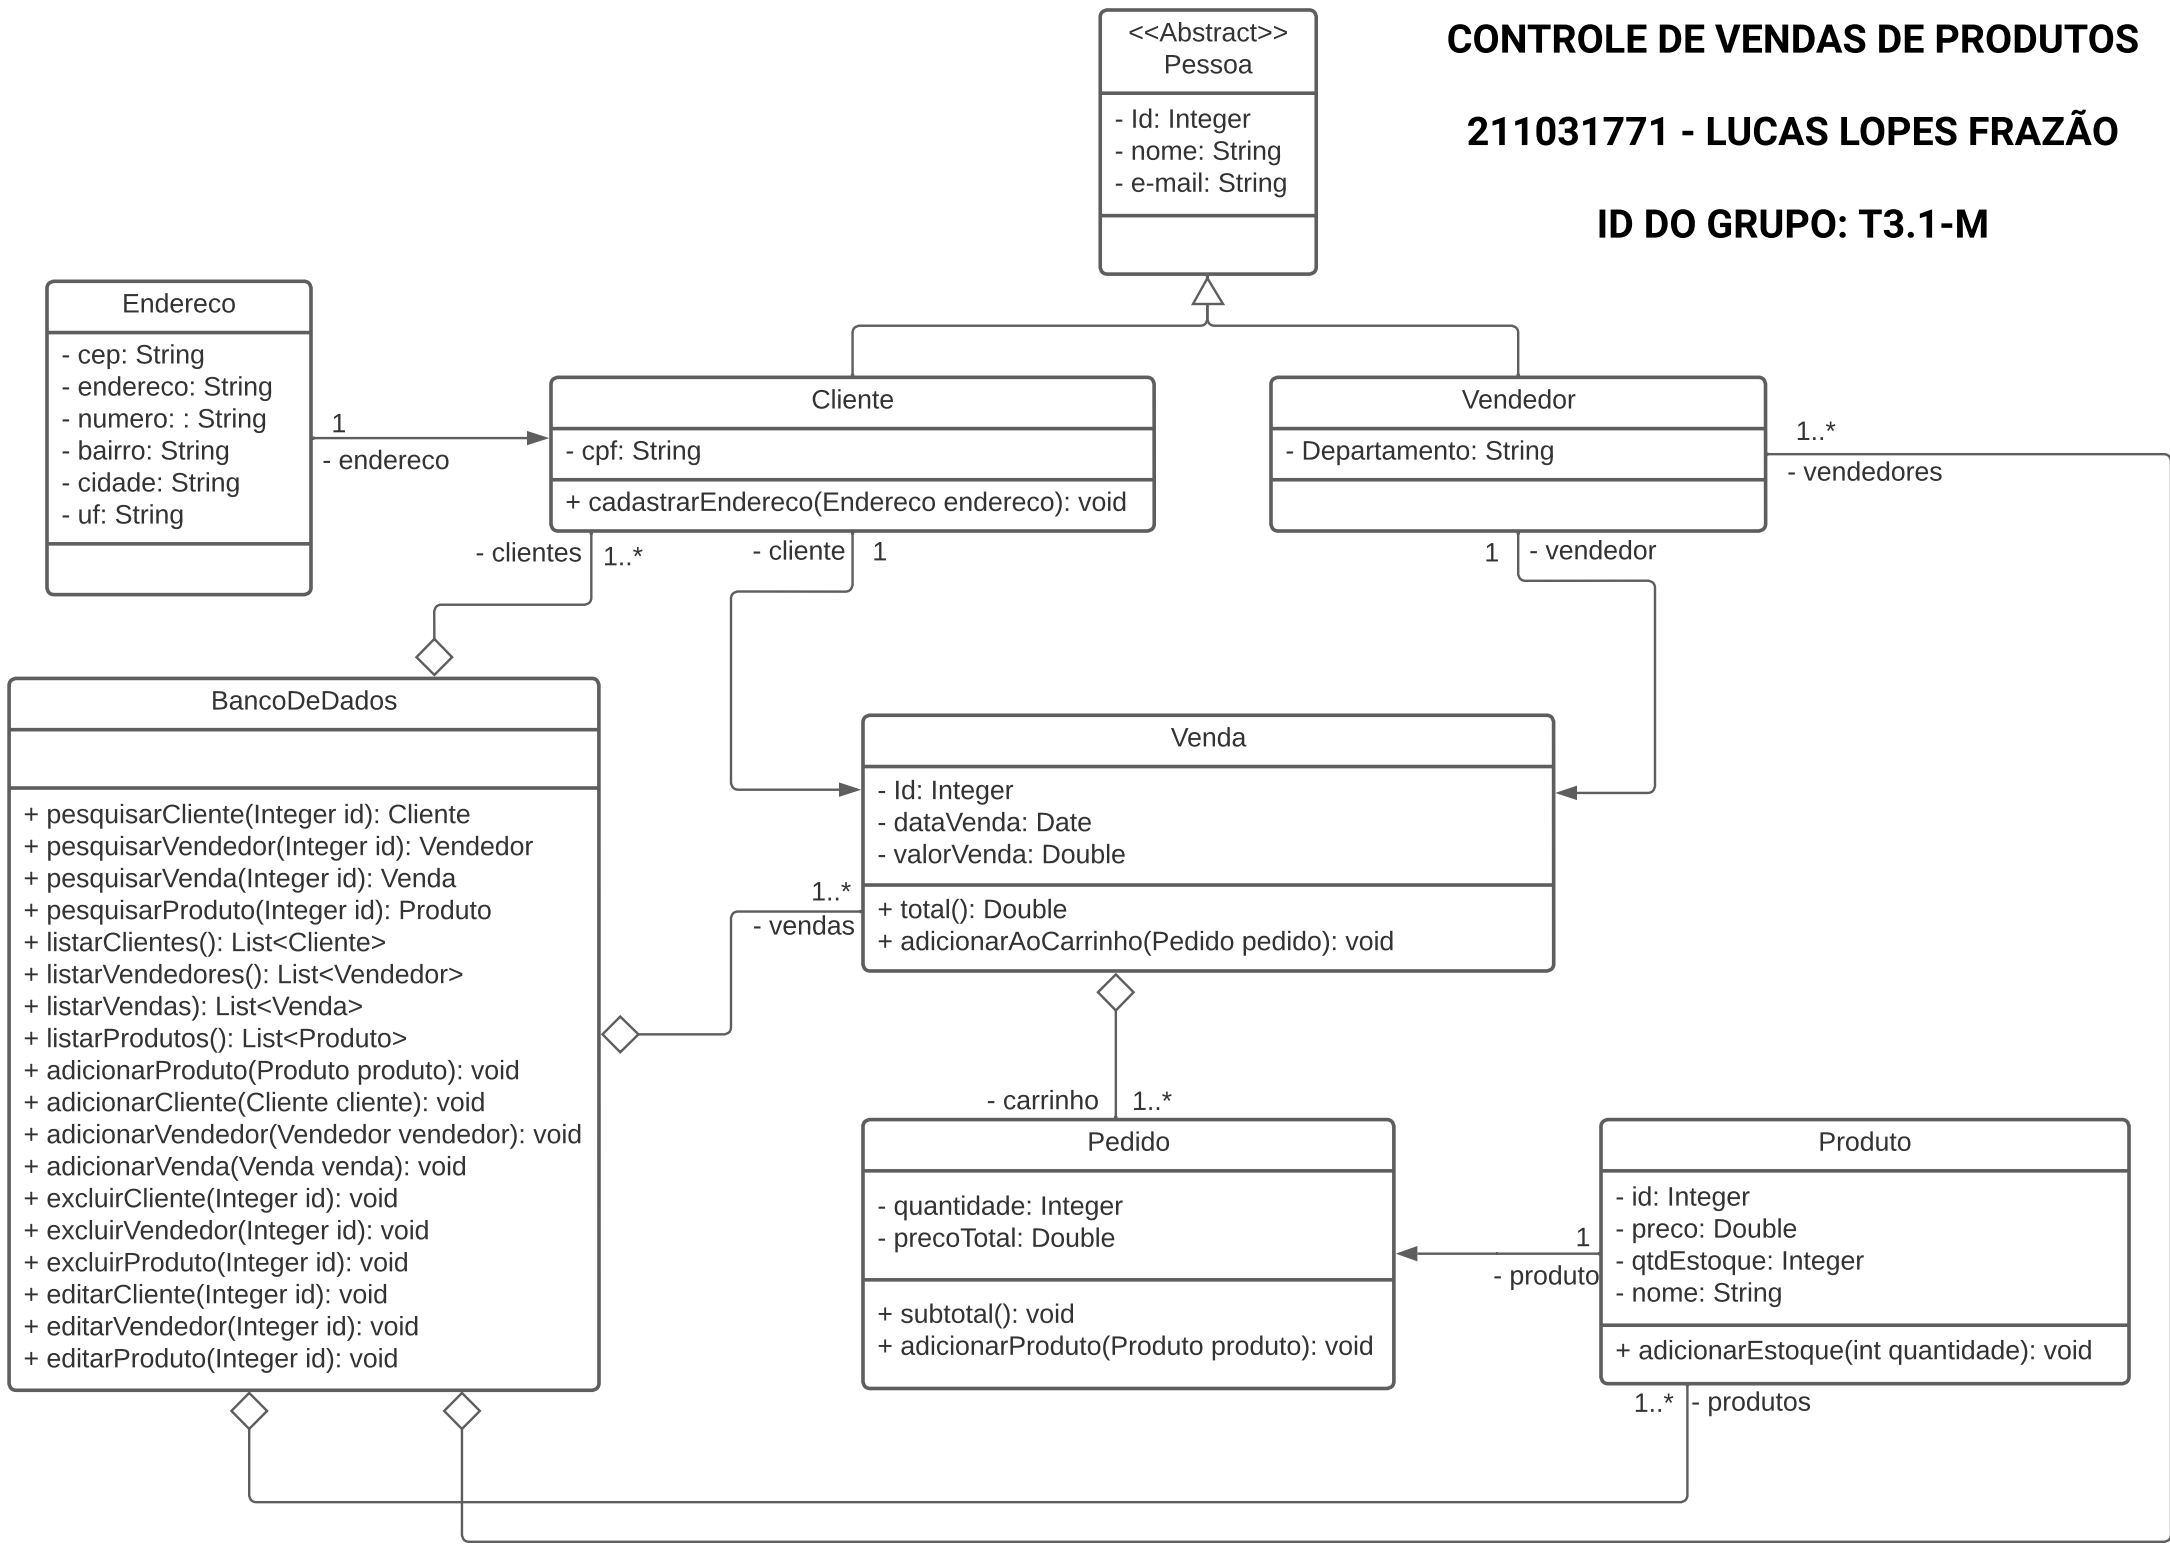 <<Abstract>>
Pessoa
- Id: Integer
- nome: String
- e-mail: String
CONTROLE DE VENDAS DE PRODUTOS
211031771 - LUCAS LOPES FRAZÃO
ID DO GRUPO: T3.1-M
Endereco
- cep: String
- endereco: String
- numero: : String
- bairro: String
- cidade: String
- uf: String
1
- endereco
Cliente
- cpf: String
+ cadastrarEndereco(Endereco endereco): void
Vendedor
- Departamento: String
1..*
- vendedores
- clientes
1..*
- cliente
1
1
- vendedor
BancoDeDados
+ pesquisarCliente(Integer id): Cliente
+ pesquisarVendedor(Integer id): Vendedor
+ pesquisarVenda(Integer id): Venda
+ pesquisarProduto(Integer id): Produto
+ listarClientes(): List<Cliente>
+ listarVendedores(): List<Vendedor>
+ listarVendas): List<Venda>
+ listarProdutos(): List<Produto>
+ adicionarProduto(Produto produto): void
+ adicionarCliente(Cliente cliente): void
+ adicionarVendedor(Vendedor vendedor): void
+ adicionarVenda(Venda venda): void
+ excluirCliente(Integer id): void
+ excluirVendedor(Integer id): void
+ excluirProduto(Integer id): void
+ editarCliente(Integer id): void
+ editarVendedor(Integer id): void
+ editarProduto(Integer id): void
1..*
- vendas
Venda
- Id: Integer
- dataVenda: Date
- valorVenda: Double
+ total(): Double
+ adicionarAoCarrinho(Pedido pedido): void
- carrinho
1..*
Pedido
- quantidade: Integer
- precoTotal: Double
+ subtotal(): void
+ adicionarProduto(Produto produto): void
1
- produto
Produto
- id: Integer
- preco: Double
- qtdEstoque: Integer
- nome: String
+ adicionarEstoque(int quantidade): void
1..*
- produtos